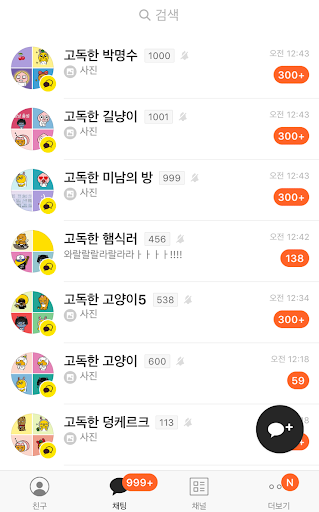 검색
고독한 박명수 1000 오전 12:43
사진 300+
고독한 길냥이 1001 오전 12:43
사진 300+
고독한 미남의 방 999 오전 12:43
사진 300+
고독한 햄식러 456 오전 12:42
와랄랄랄라랄라라ㅏㅏㅏㅏ!!!! 138
고독한 고양이5 538 오전 12:34
사진 300+
고독한 고양이 600 오전 12:18
사진 59
고독한 덩케르크 113
사진
999+ N
친구 채팅 채널 더보기